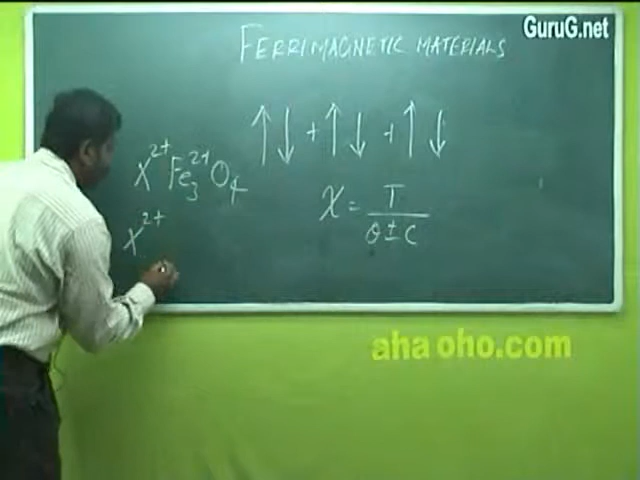 GuruG.net
FERRIMAGNETIC MATERIALS
↑↓ + ↑↓ + ↑↓
X²⁺ Fe₃²⁺ O₄
χ = T / θ ± C
X²⁺
aha oho.com